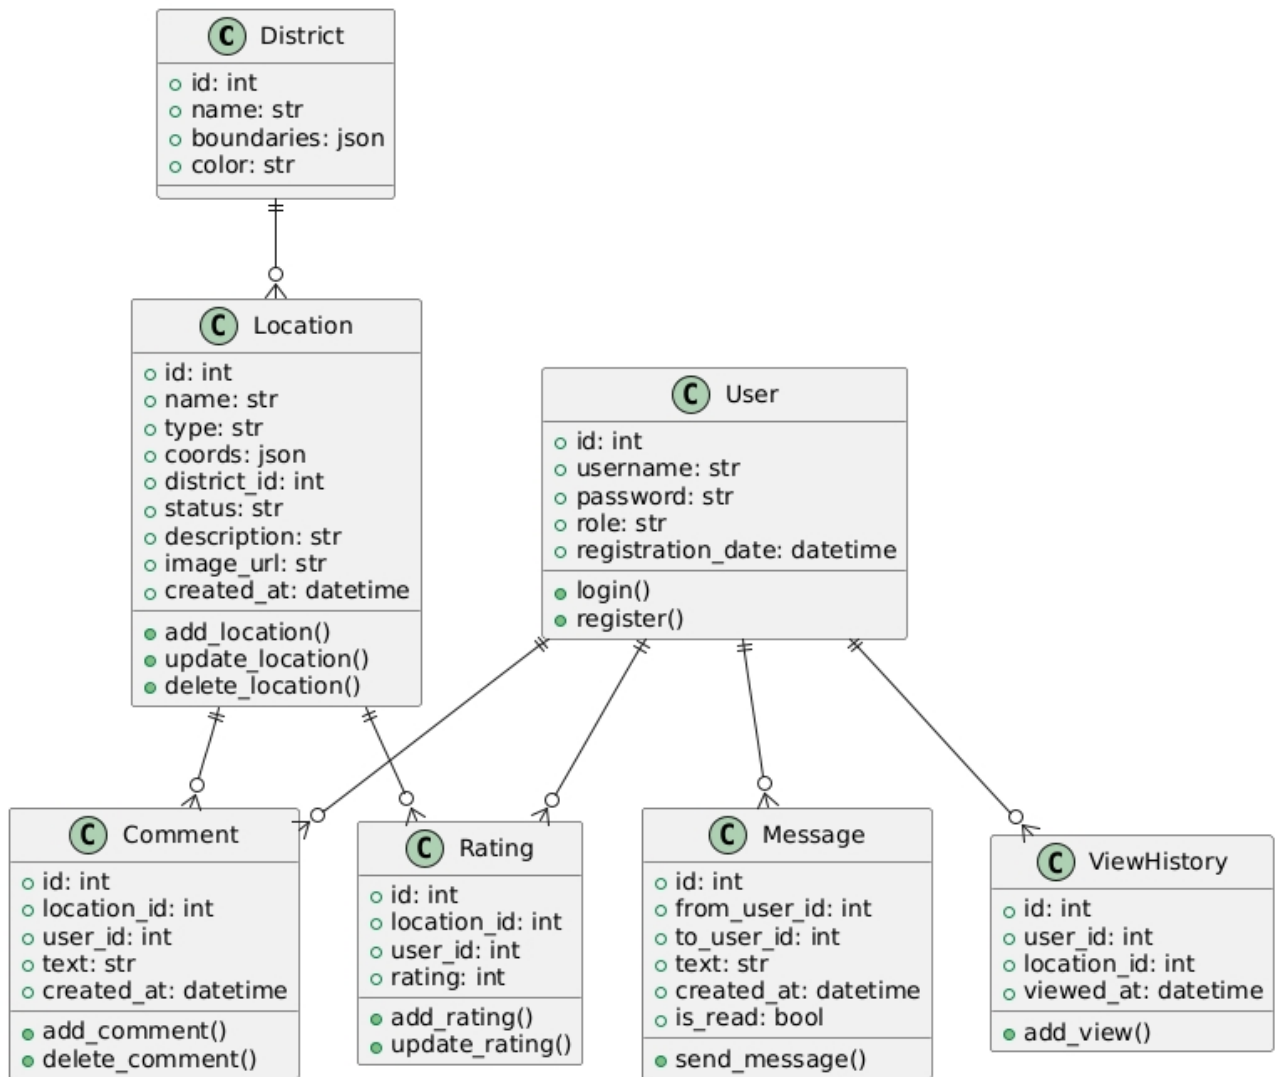 C District
id: int
name: str
boundaries: json
color: str
C Location
id: int
name: str
type: str
coords: json
district_id: int
status: str
description: str
image_url: str
created_at: datetime
add_location()
update_location()
delete_location()
C User
id: int
username: str
password: str
role: str
registration_date: datetime
login()
register()
C Comment
id: int
location_id: int
user_id: int
text: str
created_at: datetime
add_comment()
delete_comment()
C Rating
id: int
location_id: int
user_id: int
rating: int
add_rating()
update_rating()
C Message
id: int
from_user_id: int
to_user_id: int
text: str
created_at: datetime
is_read: bool
send_message()
C ViewHistory
id: int
user_id: int
location_id: int
viewed_at: datetime
add_view()